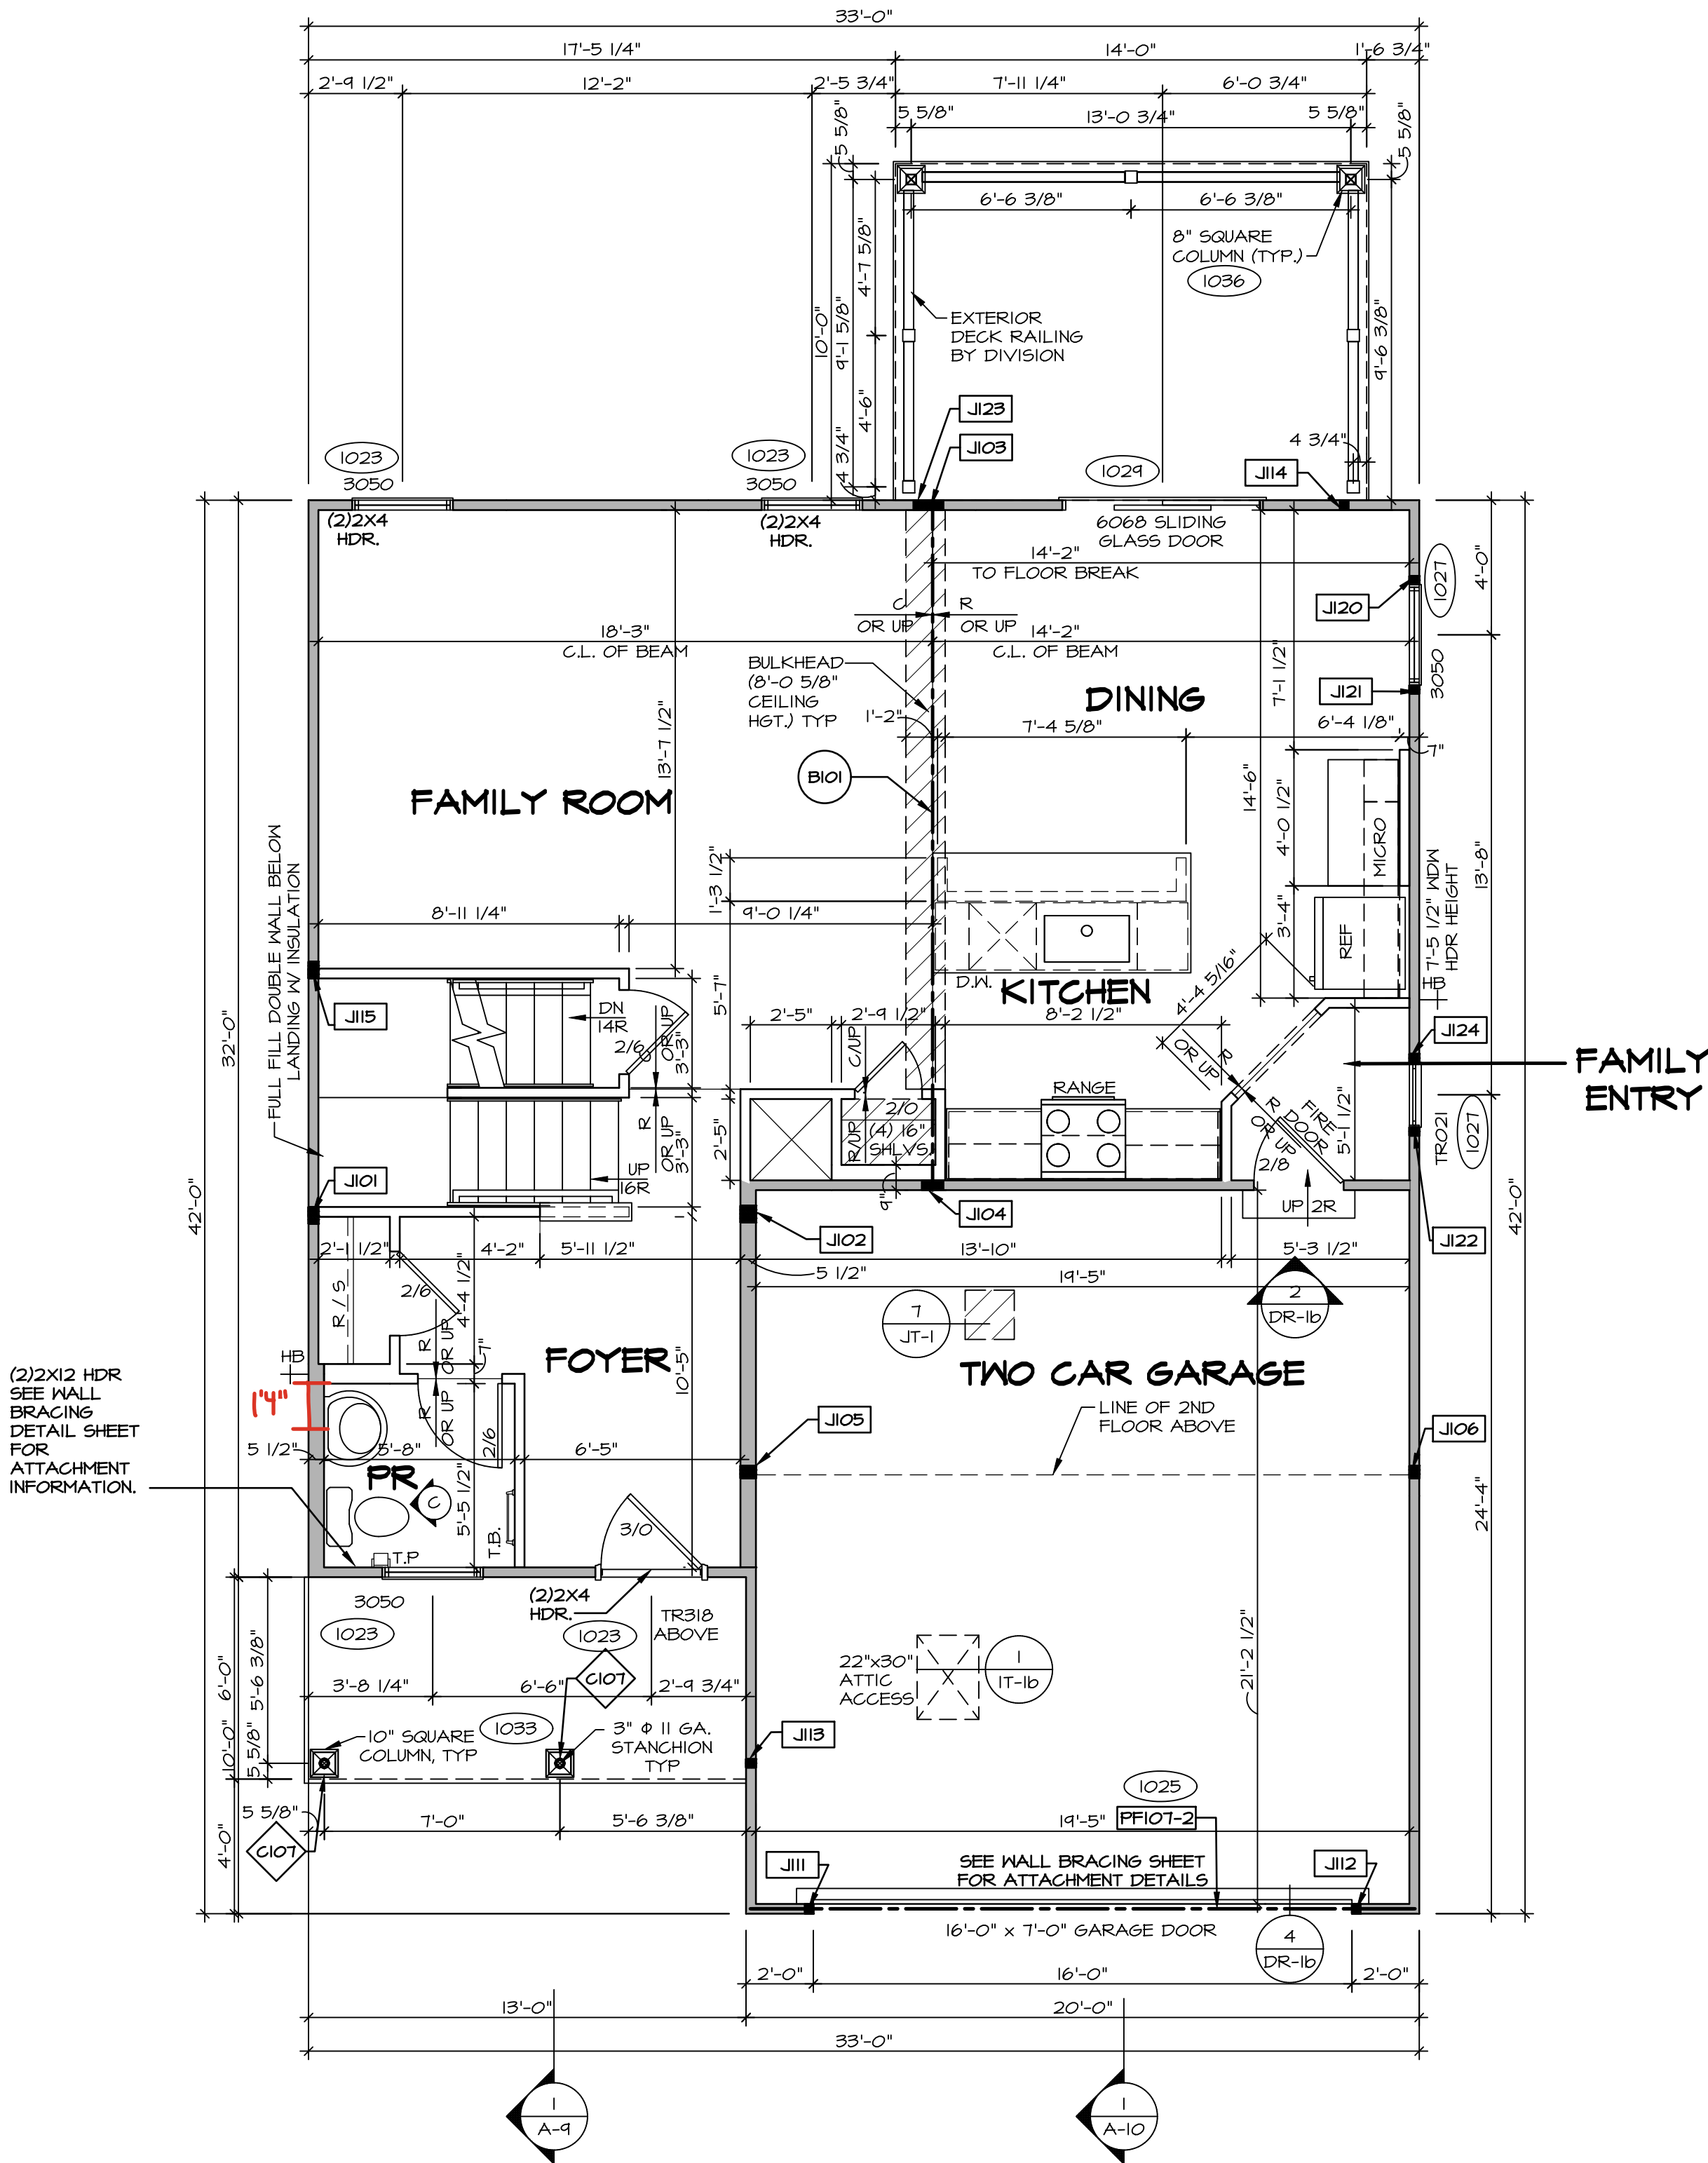 33'-0"
17'-5 1/4"
14'-0"
1'-6 3/4"
2'-9 1/2"
12'-2"
2'-5 3/4"
7'-11 1/4"
6'-0 3/4"
5 5/8"
5 5/8"
13'-0 3/4"
5 5/8"
5 5/8"
6'-6 3/8"
6'-6 3/8"
8" SQUARE
COLUMN (TYP.)
1036
4'-7 5/8"
10'-0"
9'-1 5/8"
9'-6 3/8"
EXTERIOR
DECK RAILING
BY DIVISION
4'-6"
4 3/4"
4 3/4"
J123
J103
1023
3050
1023
3050
1029
J114
(2)2X4
HDR.
(2)2X4
HDR.
6068 SLIDING
GLASS DOOR
14'-2"
TO FLOOR BREAK
1027
4'-0"
J120
C
OR UP
R
OR UP
18'-3"
C.L. OF BEAM
14'-2"
C.L. OF BEAM
BULKHEAD
(8'-0 5/8"
CEILING
HGT.) TYP
DINING
7'-1 1/2"
J121
3050
1'-2"
7'-4 5/8"
6'-4 1/8"
7"
13'-7 1/2"
B101
FAMILY ROOM
14'-6"
4'-0 1/2"
MICRO
13'-8"
7'-5 1/2" WDW
HDR HEIGHT
FULL FILL DOUBLE WALL BELOW
LANDING W/ INSULATION
1'-3 1/2"
8'-11 1/4"
9'-0 1/4"
3'-4"
REF
HB
D.W.
KITCHEN
4'-4 5/16"
32'-0"
J115
DN
14R
2/6
C
OR UP
3'-3"
5'-7"
2'-5"
2'-9 1/2"
8'-2 1/2"
C/UP
R
OR UP
J124
FAMILY
ENTRY
RANGE
2/0
(4) 16"
SHLVS
R/UP
2'-5"
R
OR UP
3'-3"
FIRE
DOOR
R
OR UP
5'-1 1/2"
2/8
TR021
1027
UP
16R
J101
9"
J104
UP 2R
42'-0"
42'-0"
J102
J122
2'-1 1/2"
4'-2"
5'-11 1/2"
13'-10"
5'-3 1/2"
5 1/2"
19'-5"
2/6
4'-4 1/2"
R / S
7
JT-1
2
DR-1b
R
OR UP
7"
HB
FOYER
10'-5"
TWO CAR GARAGE
(2)2X12 HDR
SEE WALL
BRACING
DETAIL SHEET
FOR
ATTACHMENT
INFORMATION.
1'4"
R
OR UP
2/6
LINE OF 2ND
FLOOR ABOVE
J105
J106
5 1/2"
5'-8"
6'-5"
PR
C
5'-5 1/2"
T.B.
T.P
3/0
24'-4"
3050
1023
(2)2X4
HDR.
1023
TR318
ABOVE
C107
22"x30"
ATTIC
ACCESS
1
1T-1b
21'-2 1/2"
6'-0"
5'-6 3/8"
3'-8 1/4"
6'-6"
2'-9 3/4"
1033
10" SQUARE
COLUMN, TYP
3" Φ 11 GA.
STANCHION
TYP
J113
10'-0"
5 5/8"
1025
5 5/8"
7'-0"
5'-6 3/8"
19'-5"
PF107-2
C107
4'-0"
J111
SEE WALL BRACING SHEET
FOR ATTACHMENT DETAILS
J112
16'-0" x 7'-0" GARAGE DOOR
4
DR-1b
2'-0"
16'-0"
2'-0"
13'-0"
20'-0"
33'-0"
1
A-9
1
A-10